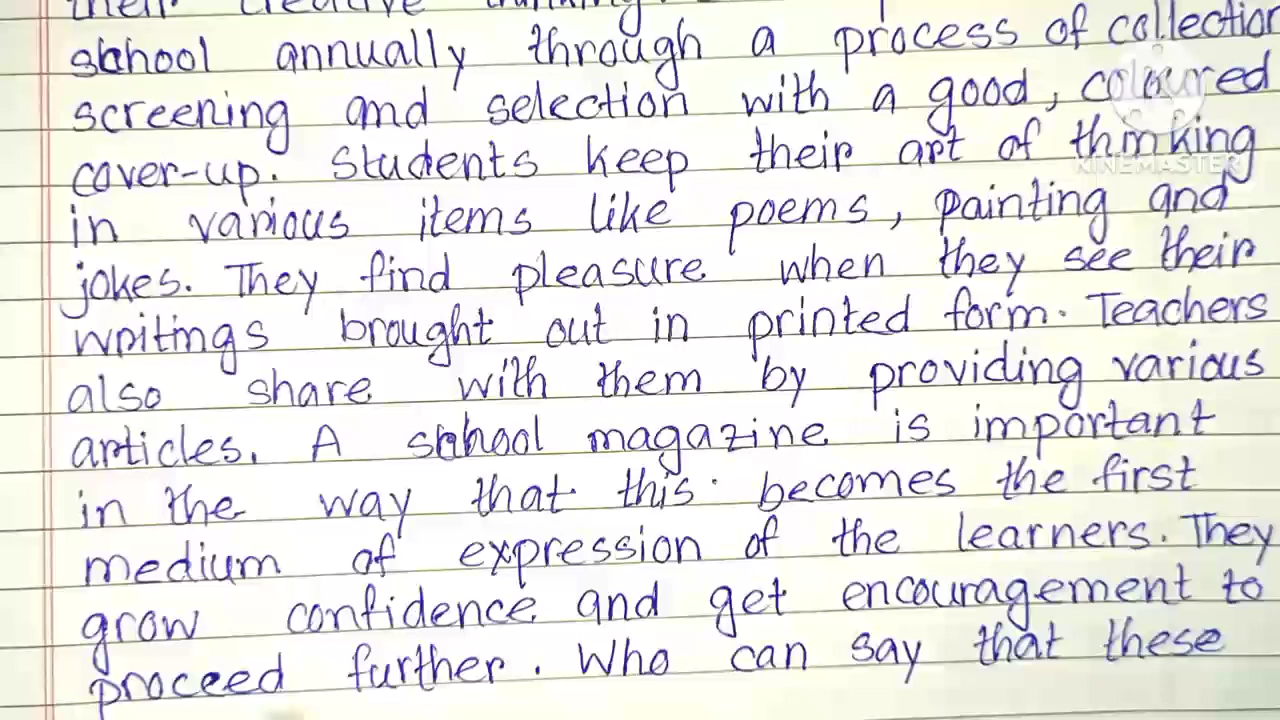 their creative
school annually through a process of collection
screening and selection with a good, coloured
cover-up. Students keep their art of thinking
KINEMASTER
in various items like poems, painting and
jokes. They find pleasure when they see their
writings brought out in printed form. Teachers
also share with them by providing various
articles. A school magazine is important
in the way that this becomes the first
medium of expression of the learners. They
grow confidence and get encouragement to
proceed further. Who can say that these